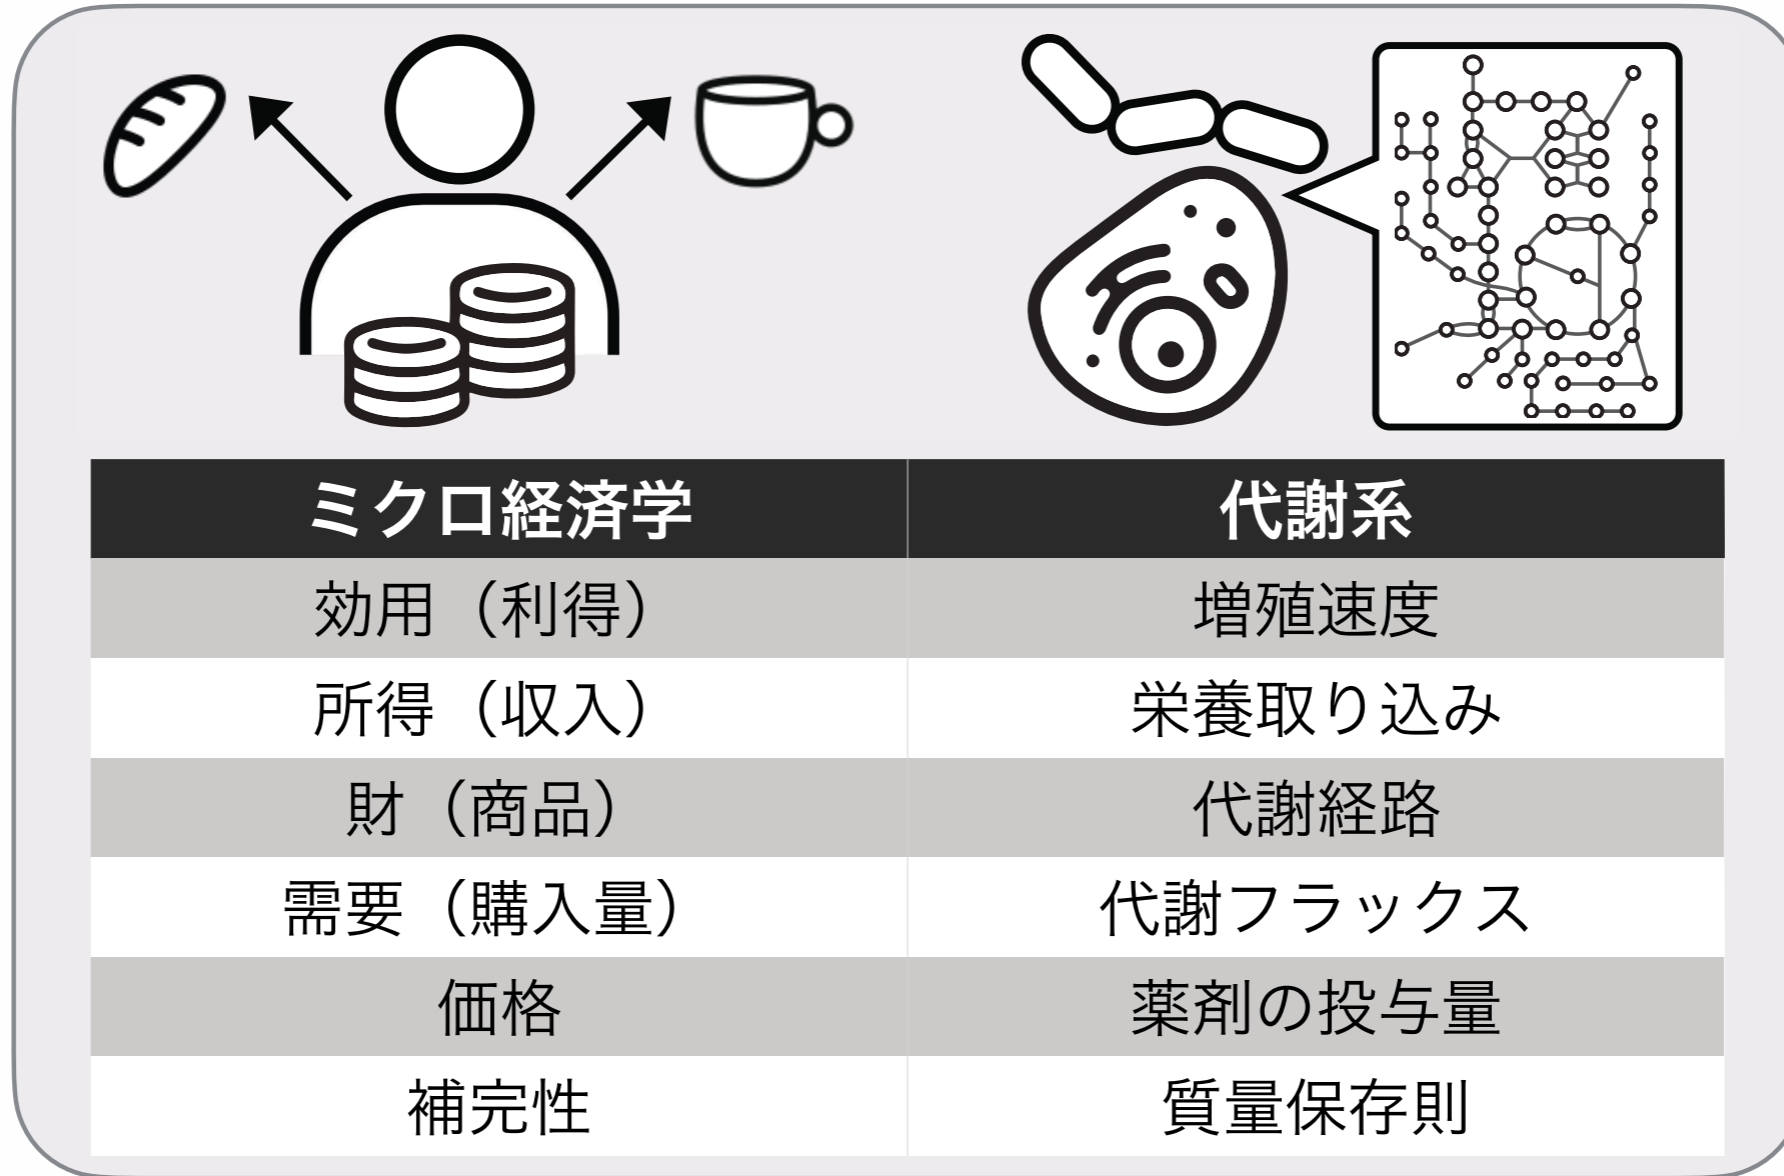 ミクロ経済学 代謝系
効用（利得） 増殖速度
所得（収入） 栄養取り込み
財（商品） 代謝経路
需要（購入量） 代謝フラックス
価格 薬剤の投与量
補完性 質量保存則